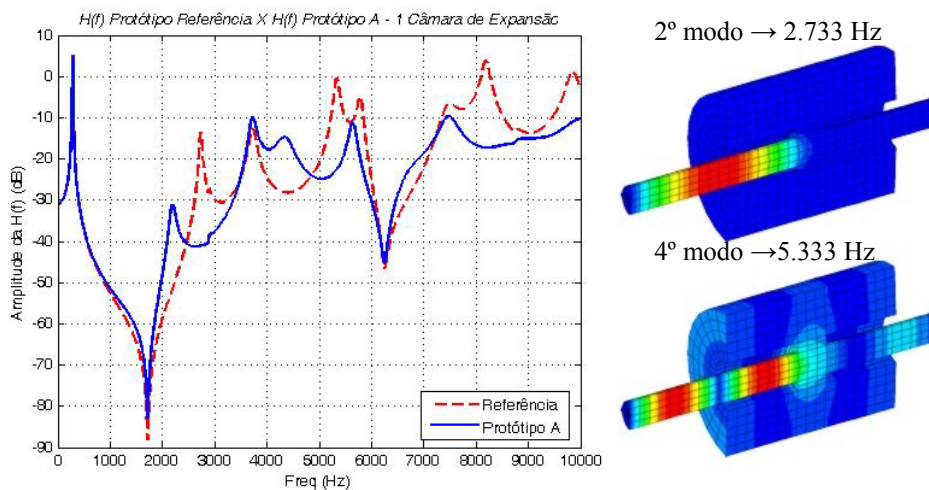 H(f) Protótipo Referência X H(f) Protótipo A - 1 Câmara de Expansão
Amplitude da H(f) (dB)
10
0
-10
-20
-30
-40
-50
-60
-70
-80
-90
0 1000 2000 3000 4000 5000 6000 7000 8000 9000 10000
Freq (Hz)
Referência
Protótipo A
2º modo → 2.733 Hz
4º modo →5.333 Hz